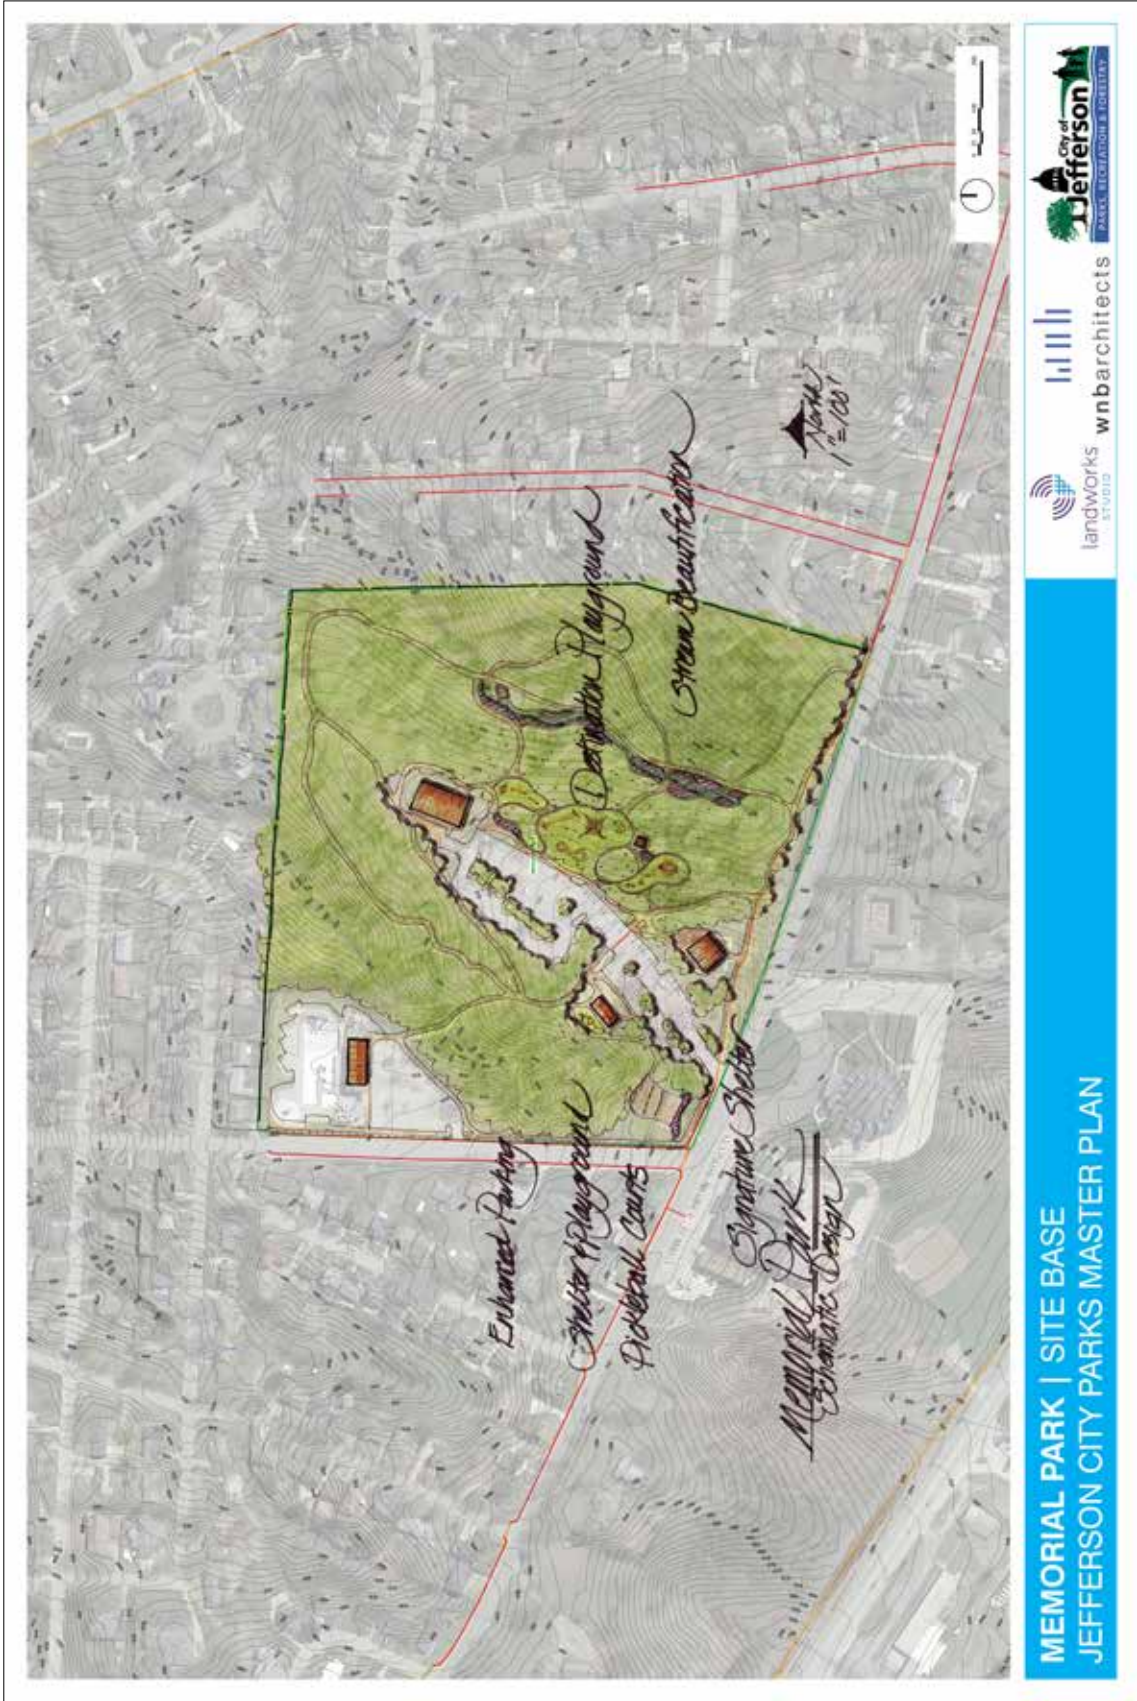 Enhanced Parking
Shelter & Playground
Pickleball Courts
Destination Playground
Stream Beautification
Signature Shelter
Memorial Park
Schematic Design
North
1"=100'
MEMORIAL PARK | SITE BASE
JEFFERSON CITY PARKS MASTER PLAN
landworks
STUDIO
wnbarchitects
City of
Jefferson
PARKS, RECREATION & FORESTRY